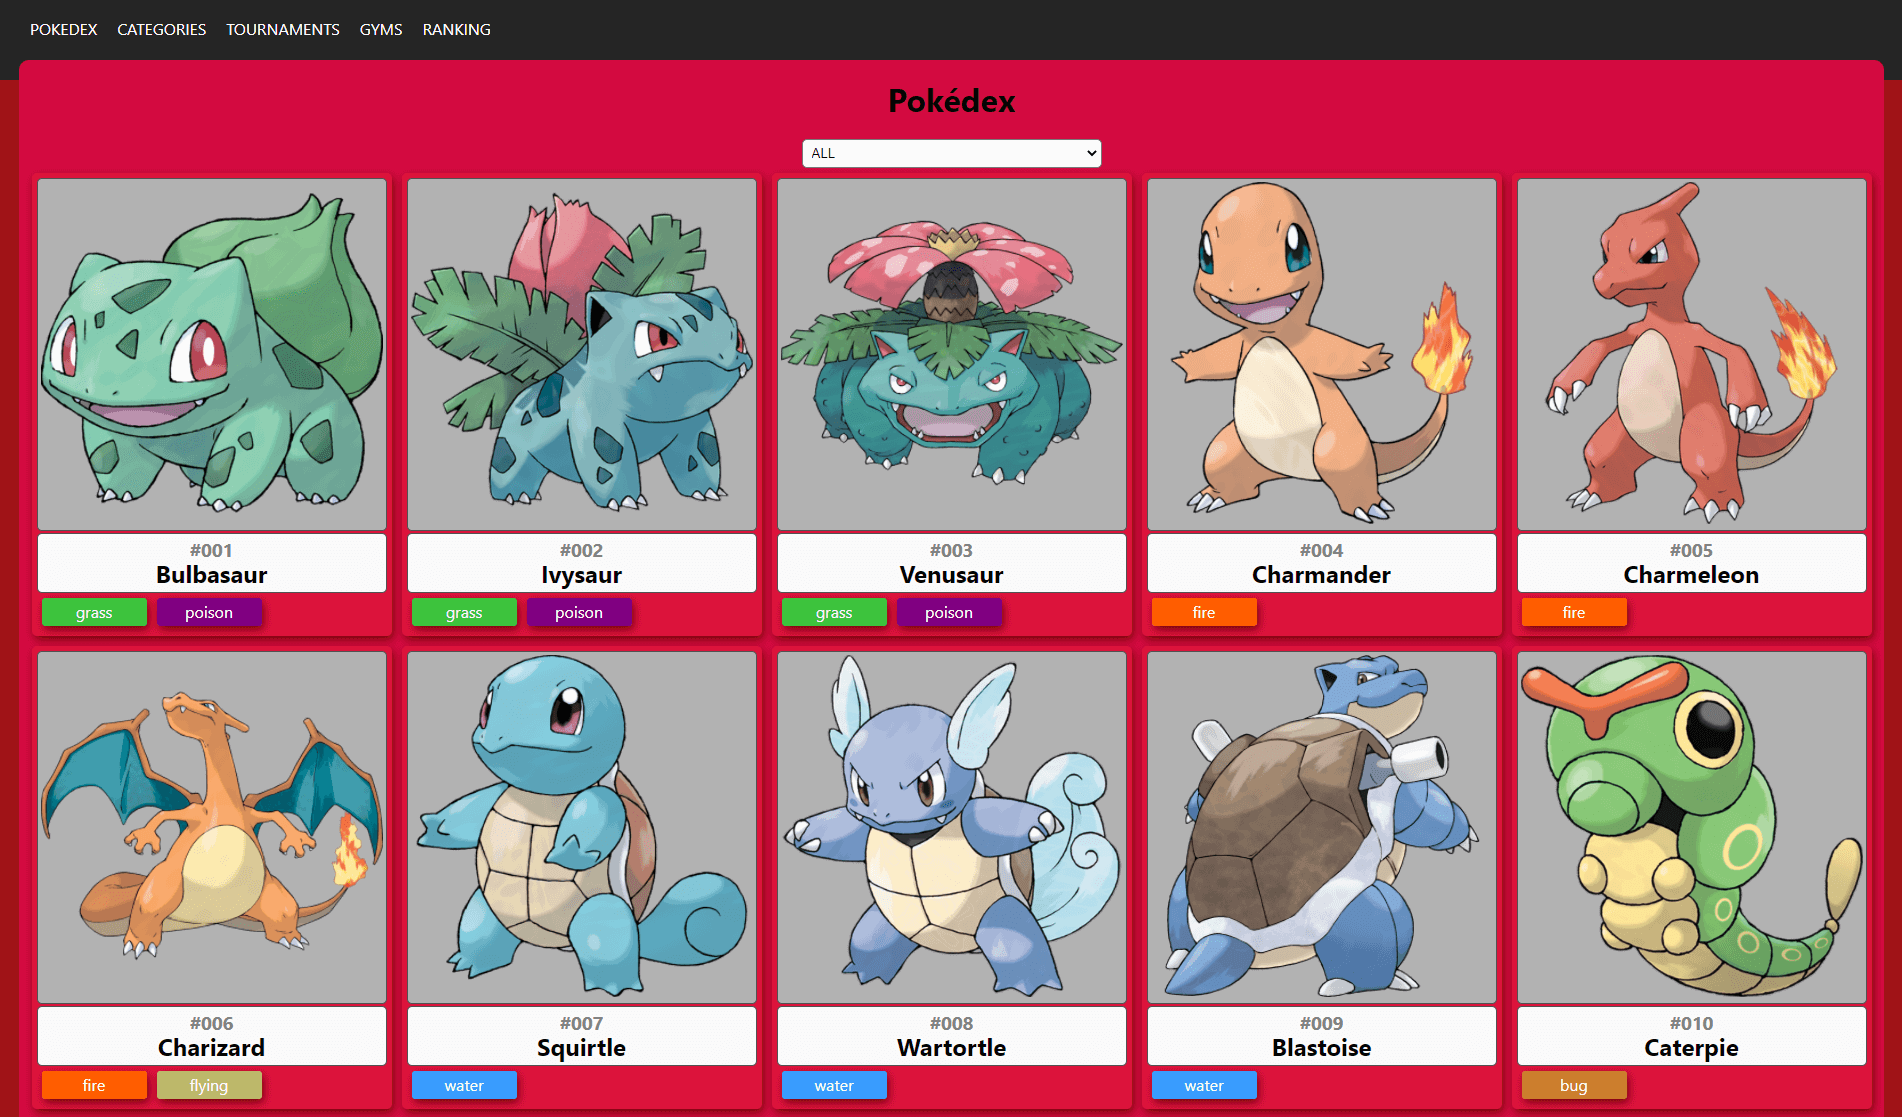 POKEDEX CATEGORIES TOURNAMENTS GYMS RANKING
Pokédex
ALL
#001
Bulbasaur
grass poison
#002
Ivysaur
grass poison
#003
Venusaur
grass poison
#004
Charmander
fire
#005
Charmeleon
fire
#006
Charizard
fire flying
#007
Squirtle
water
#008
Wartortle
water
#009
Blastoise
water
#010
Caterpie
bug